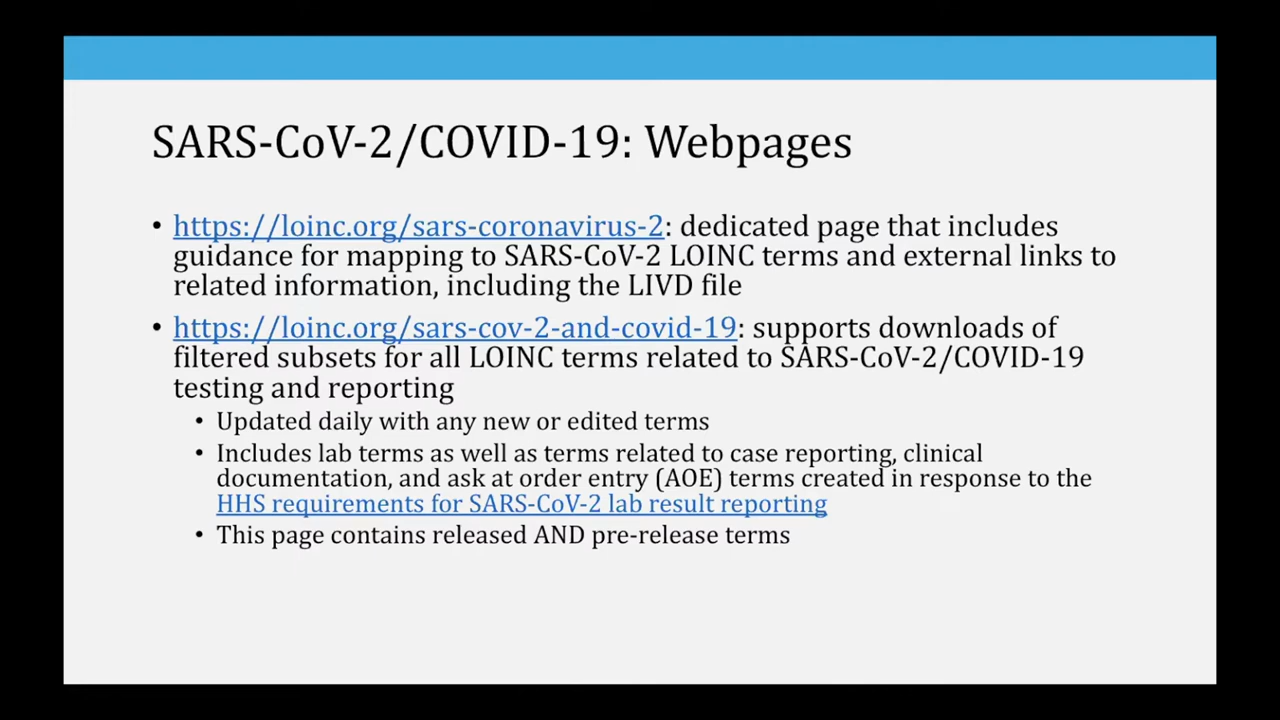 SARS-CoV-2/COVID-19: Webpages
• https://loinc.org/sars-coronavirus-2: dedicated page that includes
guidance for mapping to SARS-CoV-2 LOINC terms and external links to
related information, including the LIVD file
• https://loinc.org/sars-cov-2-and-covid-19: supports downloads of
filtered subsets for all LOINC terms related to SARS-CoV-2/COVID-19
testing and reporting
• Updated daily with any new or edited terms
• Includes lab terms as well as terms related to case reporting, clinical
documentation, and ask at order entry (AOE) terms created in response to the
HHS requirements for SARS-CoV-2 lab result reporting
• This page contains released AND pre-release terms